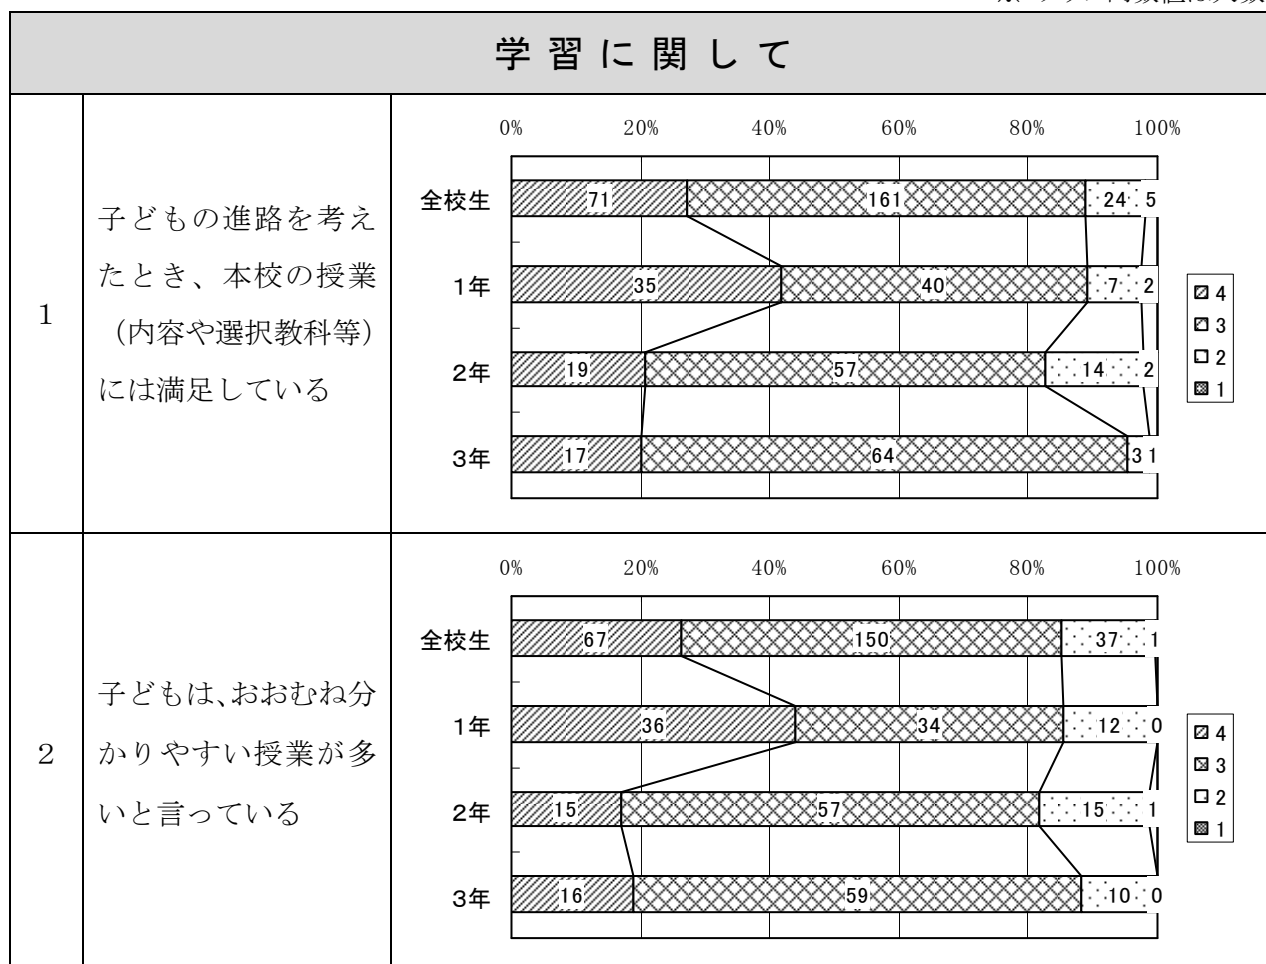 学習に関して
1
子どもの進路を考え
たとき、本校の授業
（内容や選択教科等）
には満足している
0% 20% 40% 60% 80% 100%
全校生 71 161 24 5
1年 35 40 7 2
2年 19 57 14 2
3年 17 64 3 1
4
3
2
1
2
子どもは、おおむね分
かりやすい授業が多
いと言っている
0% 20% 40% 60% 80% 100%
全校生 67 150 37 1
1年 36 34 12 0
2年 15 57 15 1
3年 16 59 10 0
4
3
2
1